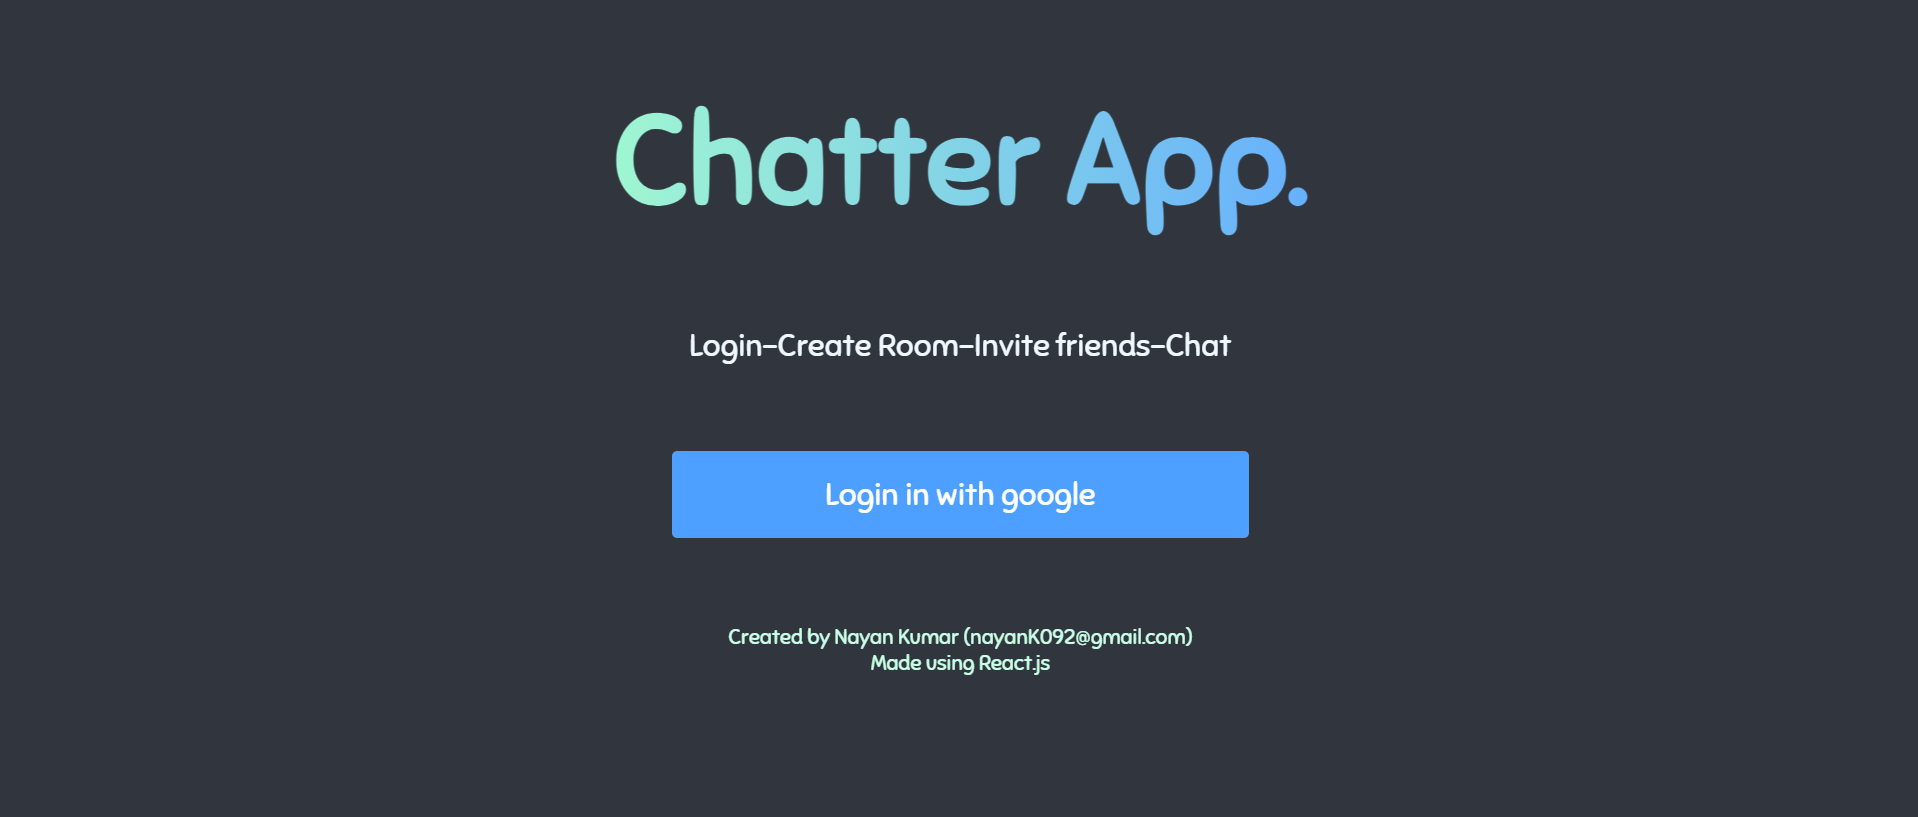 Chatter App.
Login-Create Room-Invite friends-Chat
Login in with google
Created by Nayan Kumar (nayanK092@gmail.com)
Made using React.js